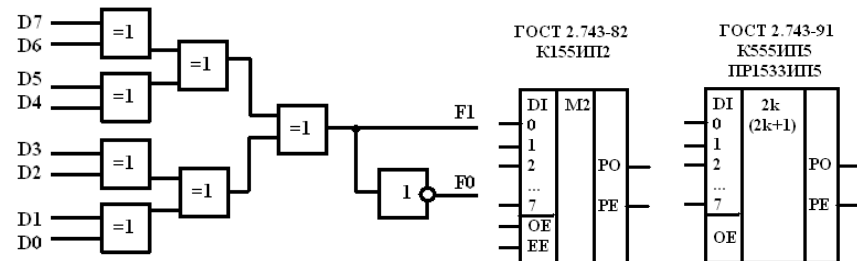 D7
D6
=1
=1
D5
D4
=1
=1
D3
D2
=1
=1
D1
D0
=1
F1
1
F0
ГОСТ 2.743-82
К155ИП2
DI
M2
0
1
2
...
7
OE
EE
PO
PE
ГОСТ 2.743-91
К555ИП5
ПР1533ИП5
DI
2k
(2k+1)
0
1
2
...
7
OE
PO
PE